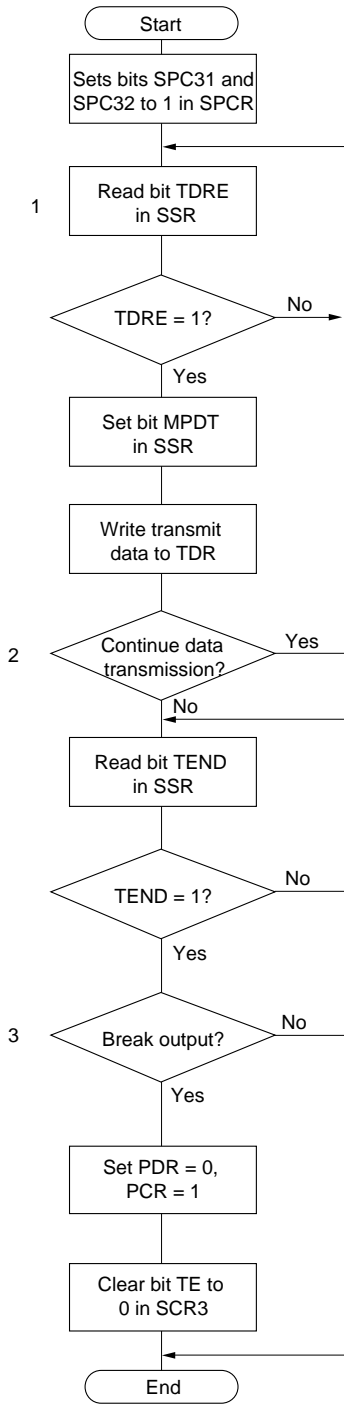 Start
Sets bits SPC31 and
SPC32 to 1 in SPCR
1
Read bit TDRE
in SSR
TDRE = 1?
No
Yes
Set bit MPDT
in SSR
Write transmit
data to TDR
2
Continue data
transmission?
Yes
No
Read bit TEND
in SSR
TEND = 1?
No
Yes
3
Break output?
No
Yes
Set PDR = 0,
PCR = 1
Clear bit TE to
0 in SCR3
End